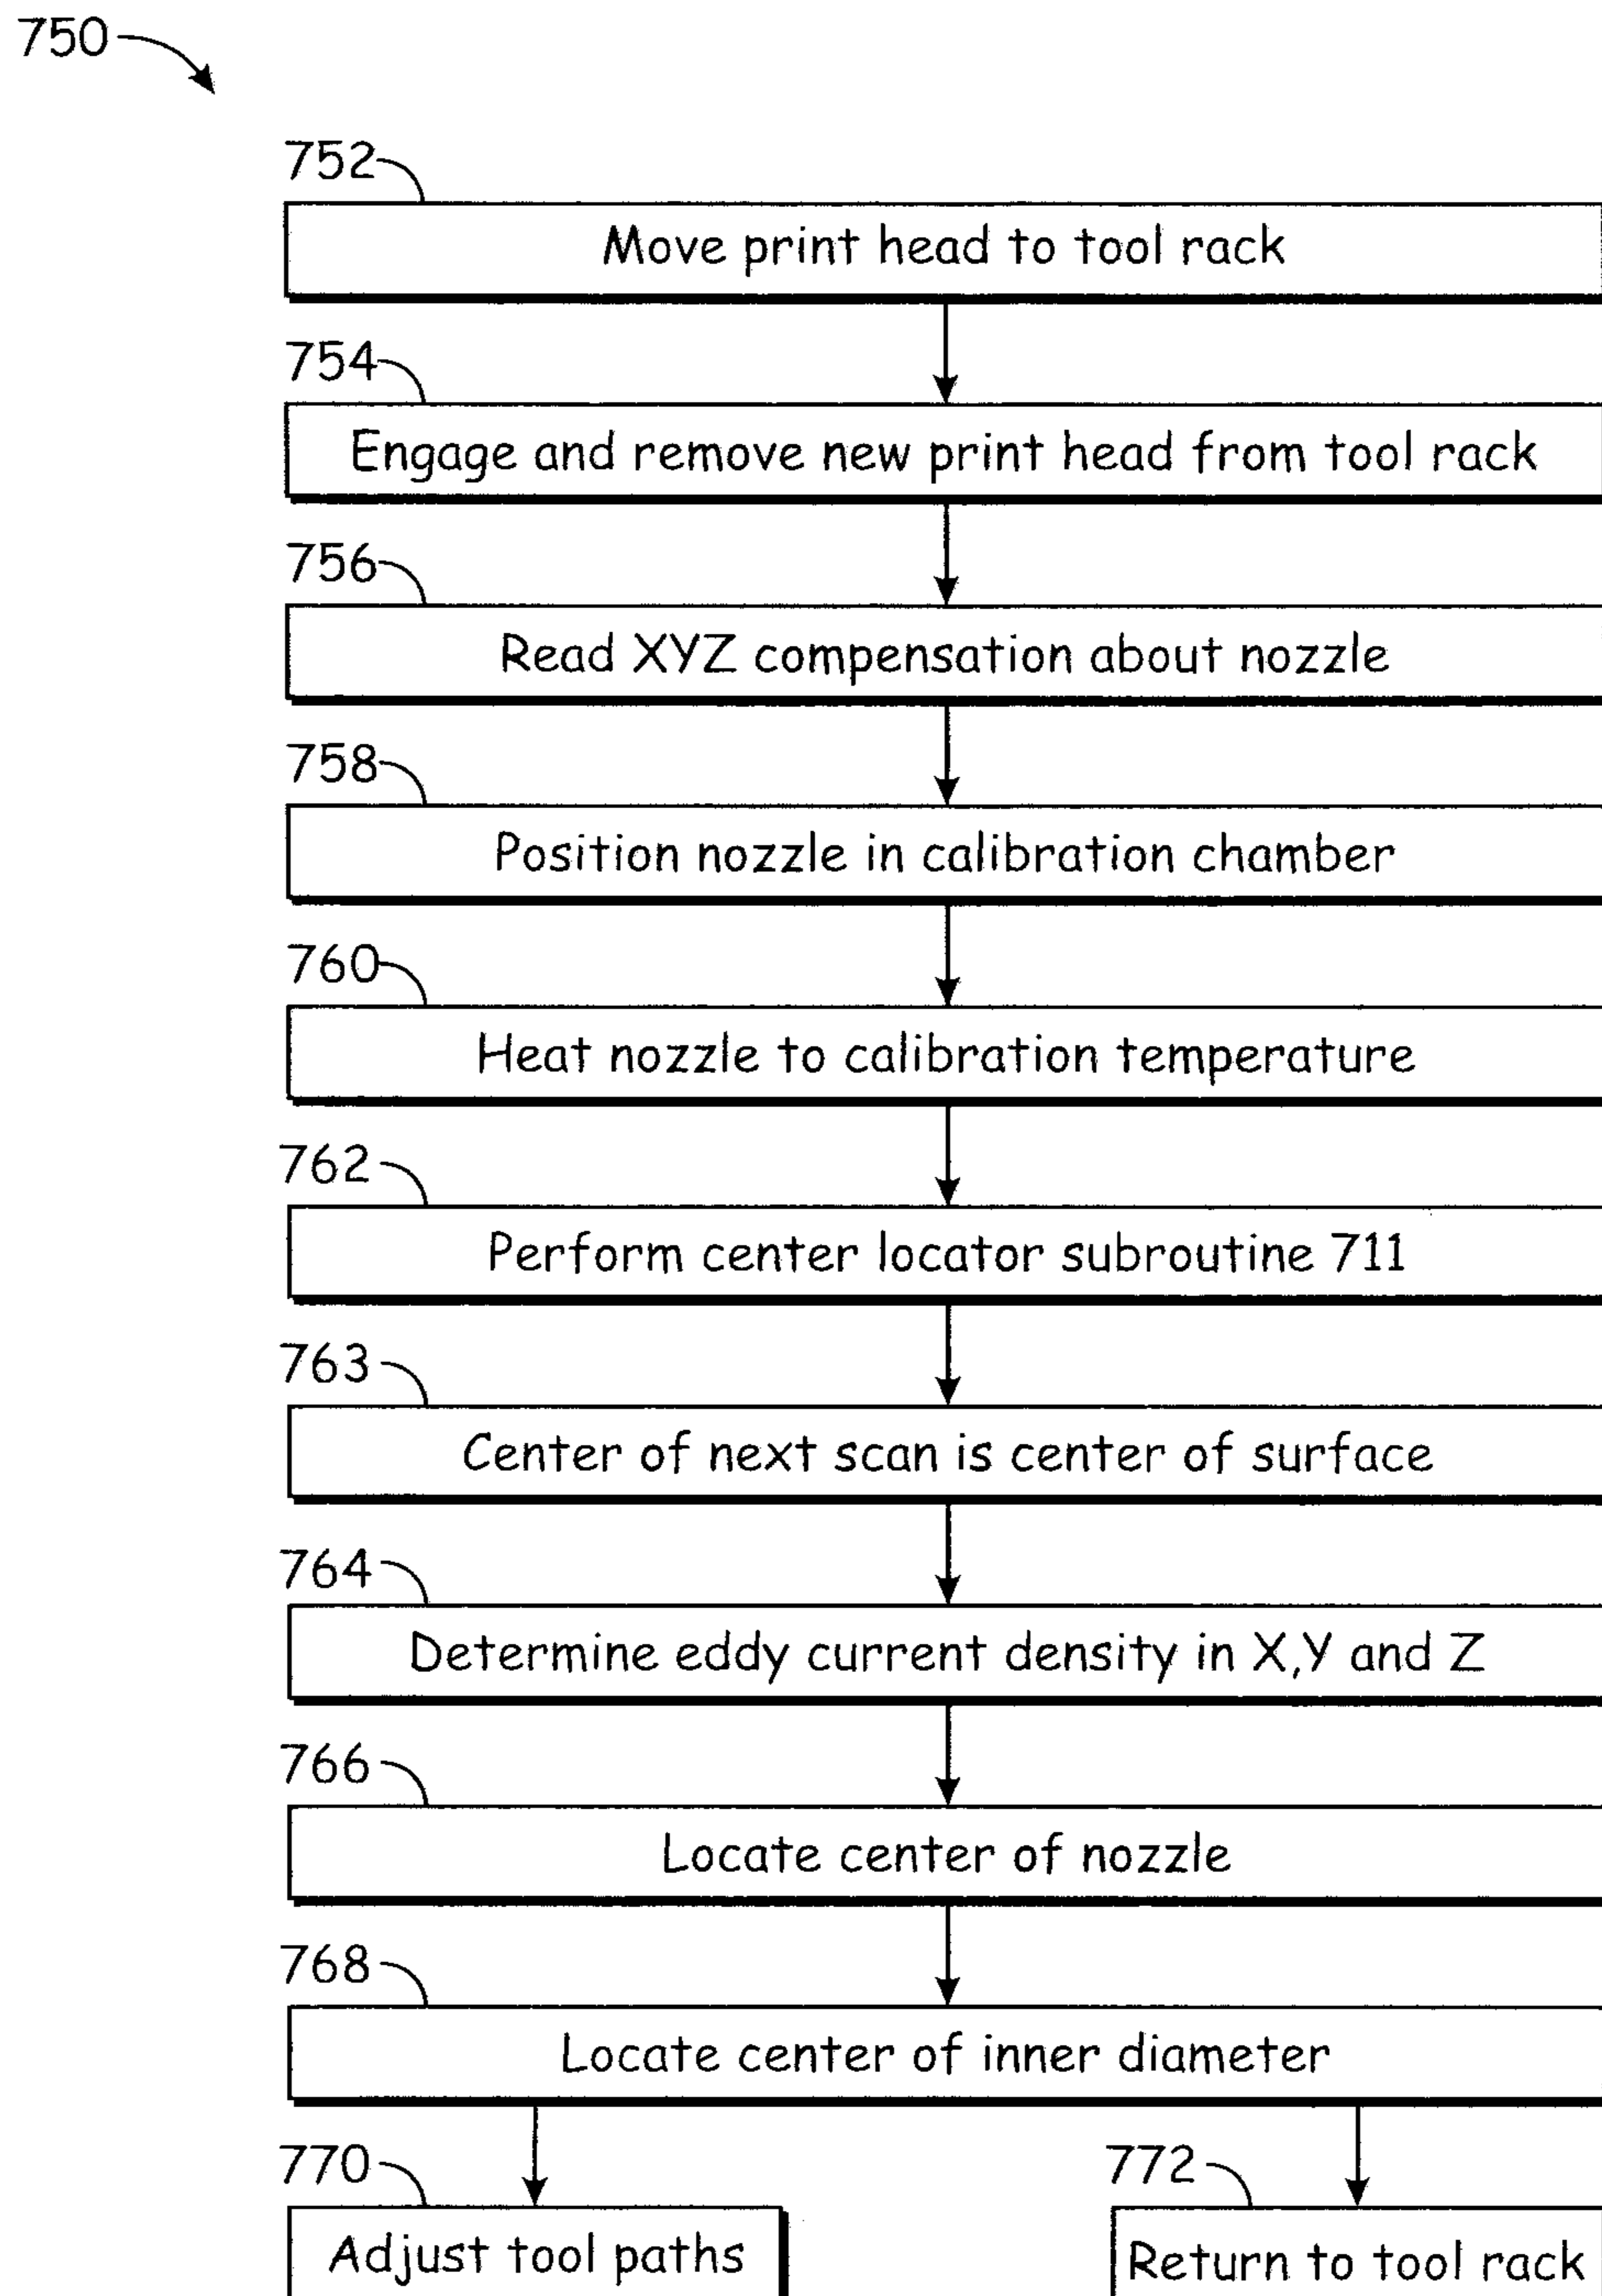 750
752
Move print head to tool rack
754
Engage and remove new print head from tool rack
756
Read XYZ compensation about nozzle
758
Position nozzle in calibration chamber
760
Heat nozzle to calibration temperature
762
Perform center locator subroutine 711
763
Center of next scan is center of surface
764
Determine eddy current density in X,Y and Z
766
Locate center of nozzle
768
Locate center of inner diameter
770
Adjust tool paths
772
Return to tool rack